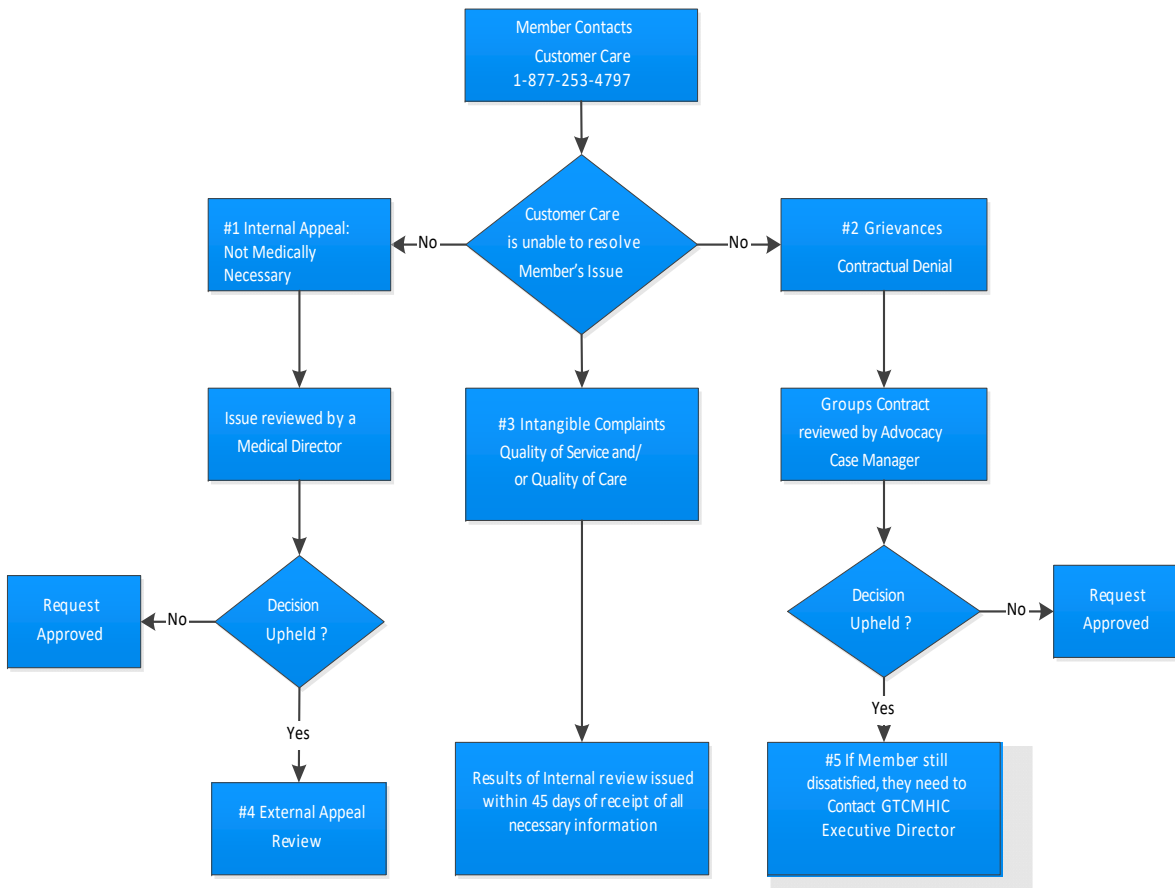 Member Contacts
Customer Care
1-877-253-4797
#1 Internal Appeal:
Not Medically
Necessary
No
Customer Care
is unable to resolve
Member's Issue
No
#2 Grievances
Contractual Denial
Issue reviewed by a
Medical Director
#3 Intangible Complaints
Quality of Service and/
or Quality of Care
Groups Contract
reviewed by Advocacy
Case Manager
Request
Approved
No
Decision
Upheld ?
Decision
Upheld ?
No
Request
Approved
Yes
Yes
#4 External Appeal
Review
Results of Internal review issued
within 45 days of receipt of all
necessary information
#5 If Member still
dissatisfied, they need to
Contact GTCMHIC
Executive Director